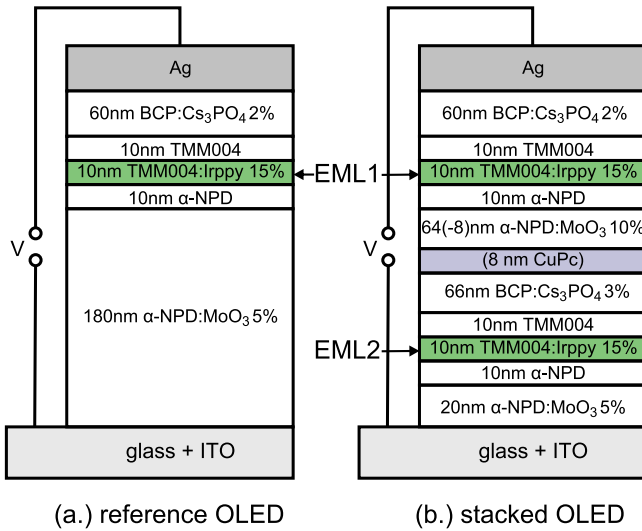 Ag
60nm BCP:Cs₃PO₄ 2%
10nm TMM004
10nm TMM004:Irppy 15%
10nm α-NPD
180nm α-NPD:MoO₃ 5%
glass + ITO
V
(a.) reference OLED
EML1
EML2
Ag
60nm BCP:Cs₃PO₄ 2%
10nm TMM004
10nm TMM004:Irppy 15%
10nm α-NPD
64(-8)nm α-NPD:MoO₃ 10%
(8 nm CuPc)
66nm BCP:Cs₃PO₄ 3%
10nm TMM004
10nm TMM004:Irppy 15%
10nm α-NPD
20nm α-NPD:MoO₃ 5%
glass + ITO
V
(b.) stacked OLED